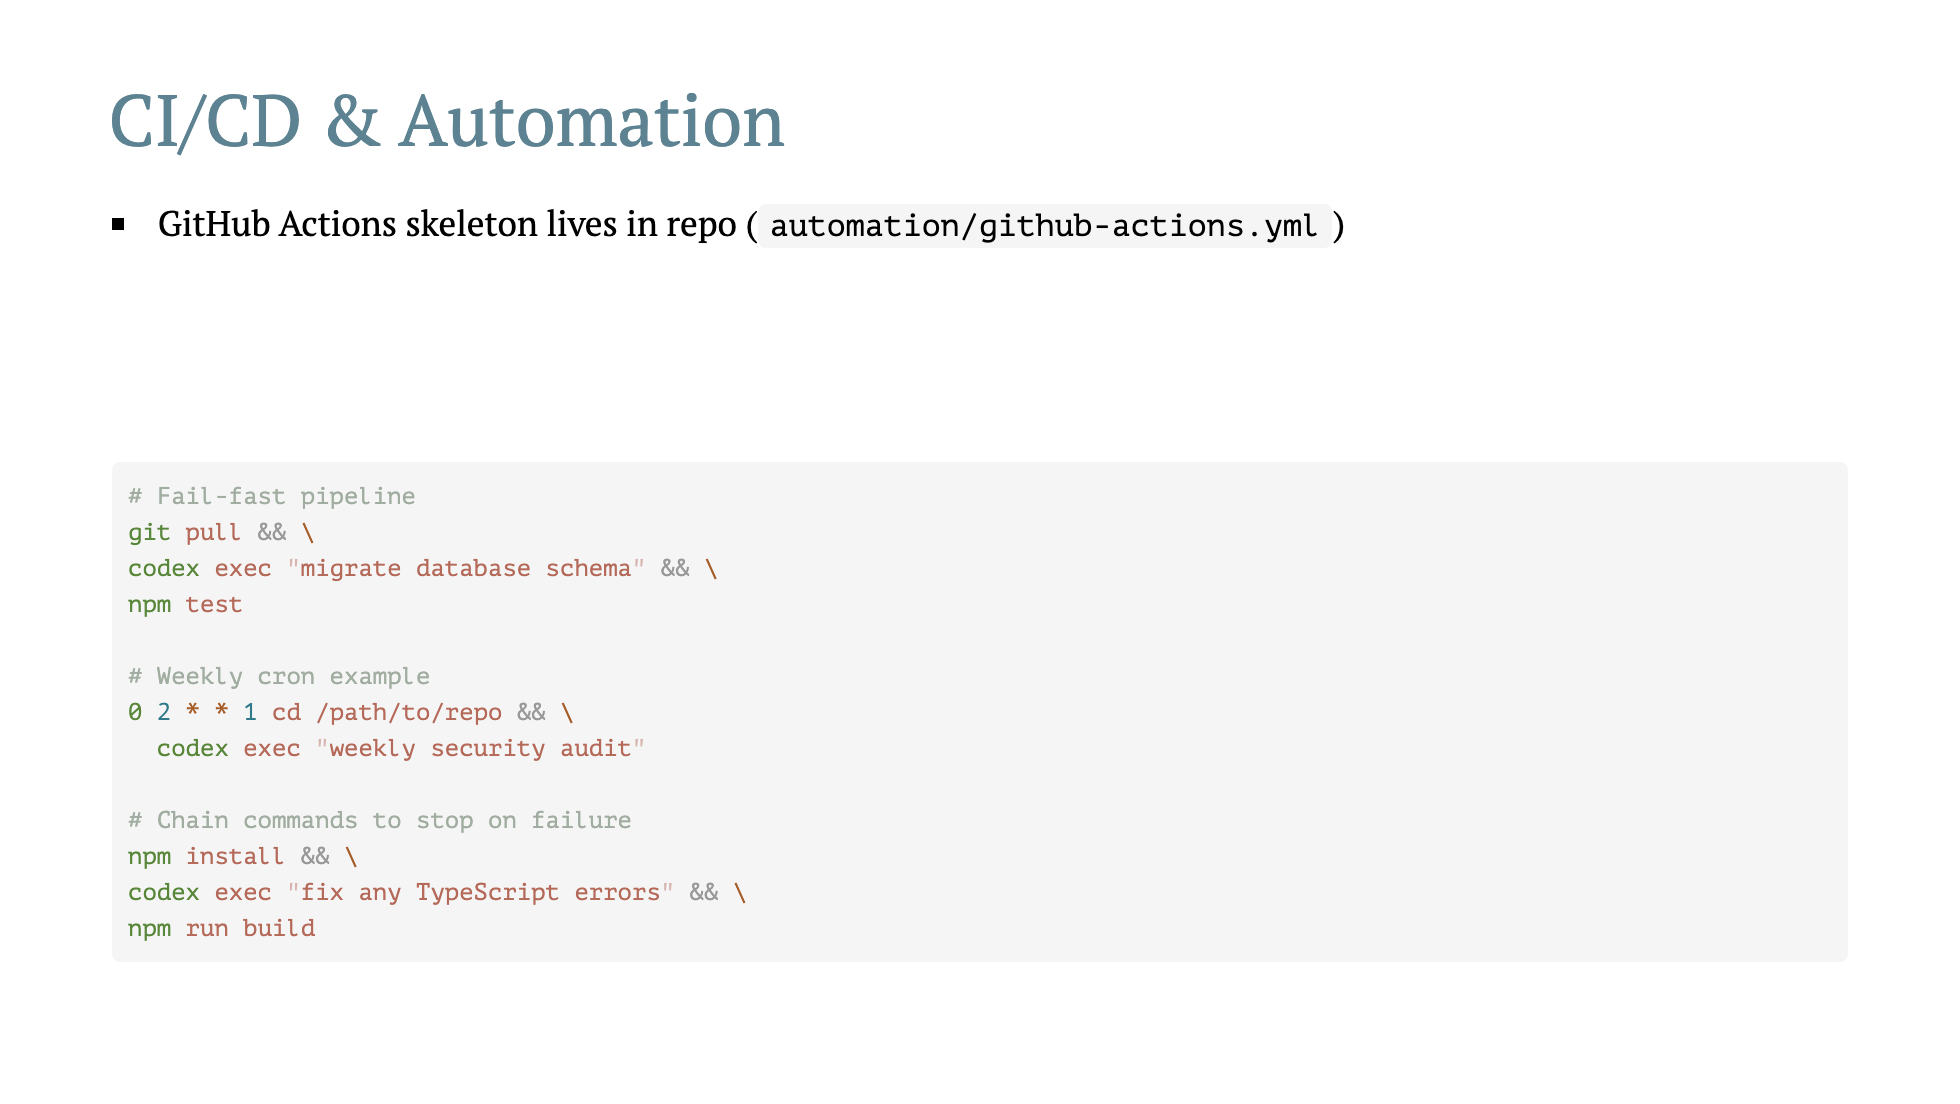 CI/CD & Automation
▪ GitHub Actions skeleton lives in repo ( automation/github-actions.yml )
# Fail-fast pipeline
git pull && \
codex exec "migrate database schema" && \
npm test

# Weekly cron example
0 2 * * 1 cd /path/to/repo && \
  codex exec "weekly security audit"

# Chain commands to stop on failure
npm install && \
codex exec "fix any TypeScript errors" && \
npm run build